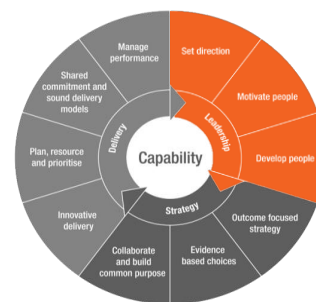 Manage
performance
Set direction
Shared
commitment and
sound delivery
models
Motivate people
Delivery
Leadership
Plan, resource
and prioritise
Capability
Develop people
Strategy
Innovative
delivery
Outcome focused
strategy
Collaborate
and build
common purpose
Evidence
based choices